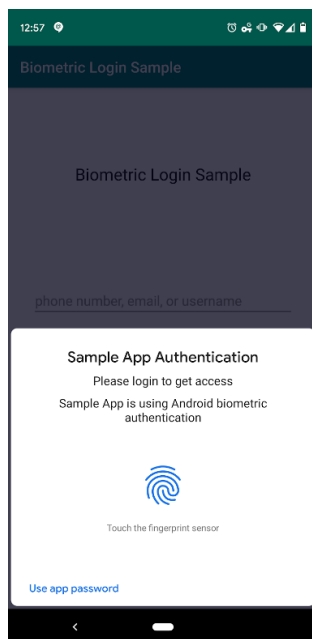 12:57
Biometric Login Sample
Biometric Login Sample
phone number, email, or username
Sample App Authentication
Please login to get access
Sample App is using Android biometric
authentication
Touch the fingerprint sensor
Use app password